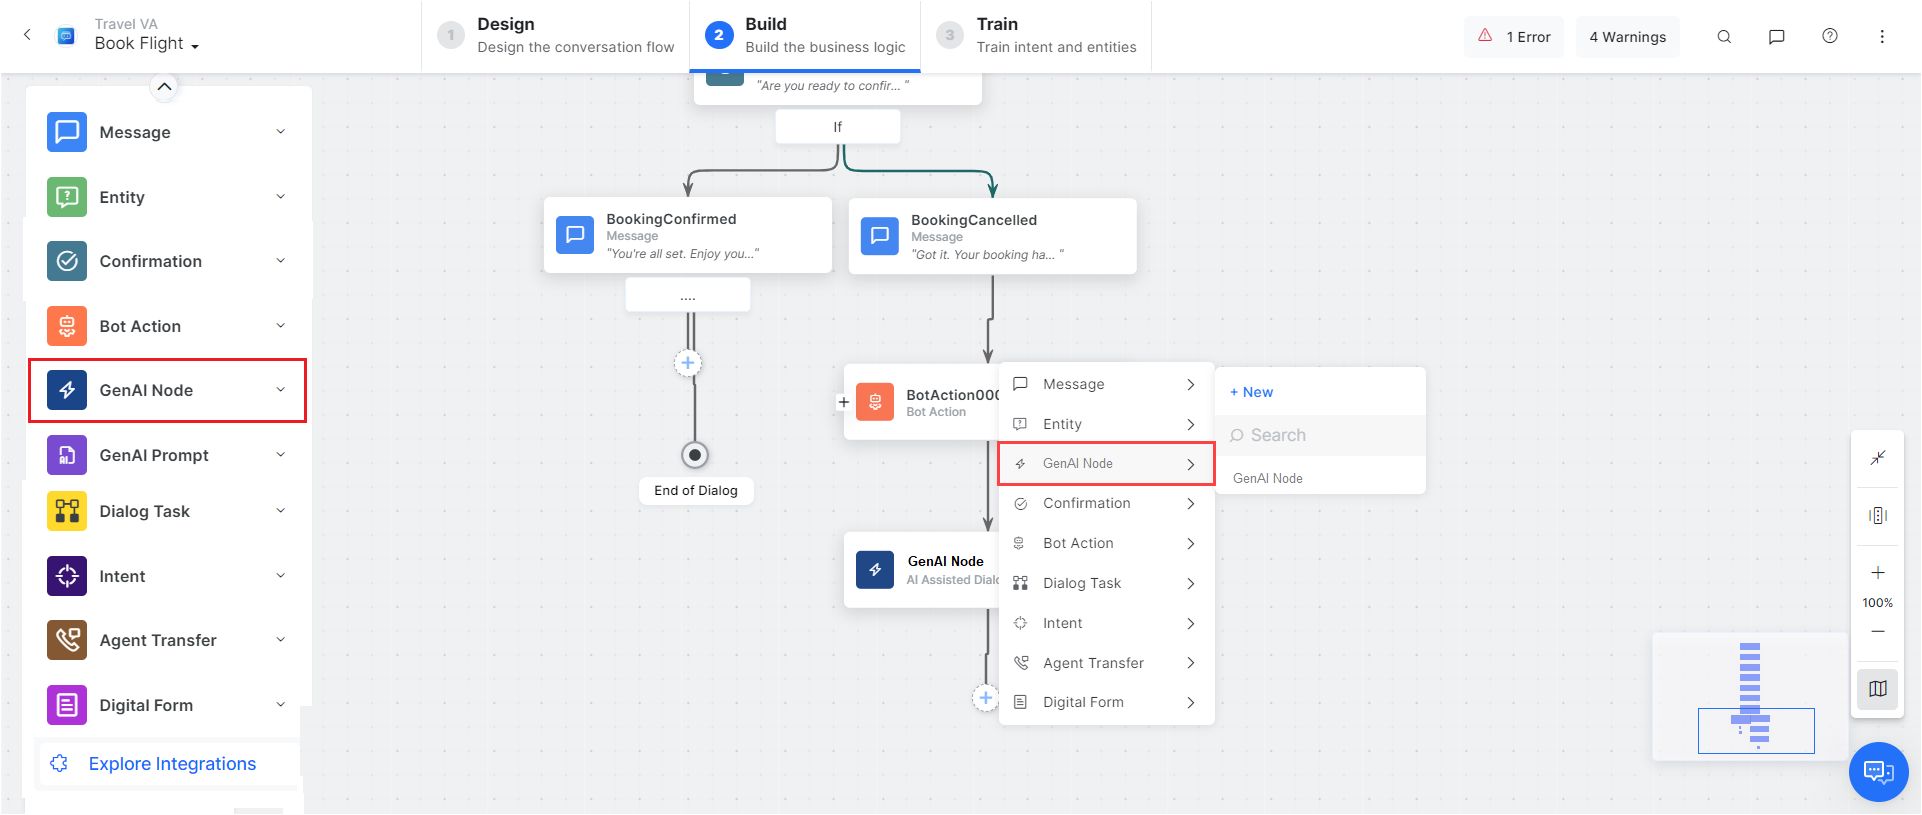 Travel VA
Book Flight
1
Design
Design the conversation flow
2
Build
Build the business logic
3
Train
Train intent and entities
1 Error
4 Warnings
Message
Entity
Confirmation
Bot Action
GenAI Node
GenAI Prompt
Dialog Task
Intent
Agent Transfer
Digital Form
Explore Integrations
"Are you ready to confir... "
If
BookingConfirmed
Message
"You're all set. Enjoy you..."
....
End of Dialog
BookingCancelled
Message
"Got it. Your booking ha... "
BotAction000
Bot Action
GenAI Node
AI Assisted Dialo
Message
Entity
GenAI Node
Confirmation
Bot Action
Dialog Task
Intent
Agent Transfer
Digital Form
+ New
Search
GenAI Node
100%